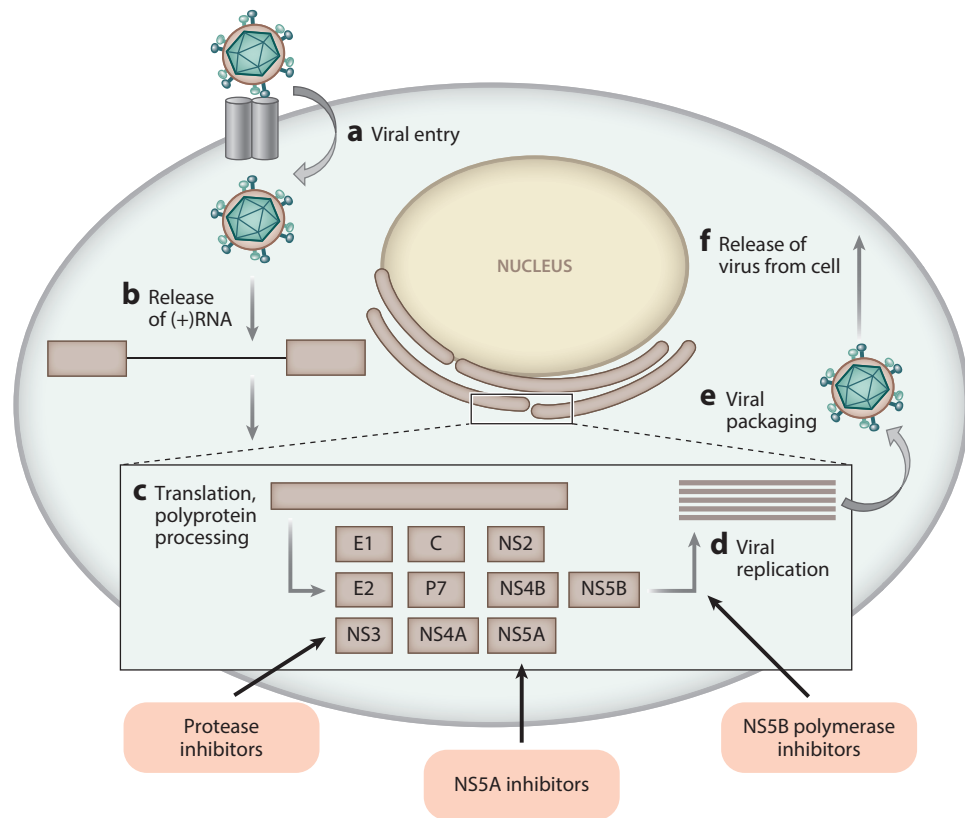 a Viral entry
NUCLEUS
b Release
of (+)RNA
f Release of
virus from cell
e Viral
packaging
c Translation,
polyprotein
processing
E1 C NS2
E2 P7 NS4B NS5B
NS3 NS4A NS5A
d Viral
replication
Protease
inhibitors
NS5A inhibitors
NS5B polymerase
inhibitors